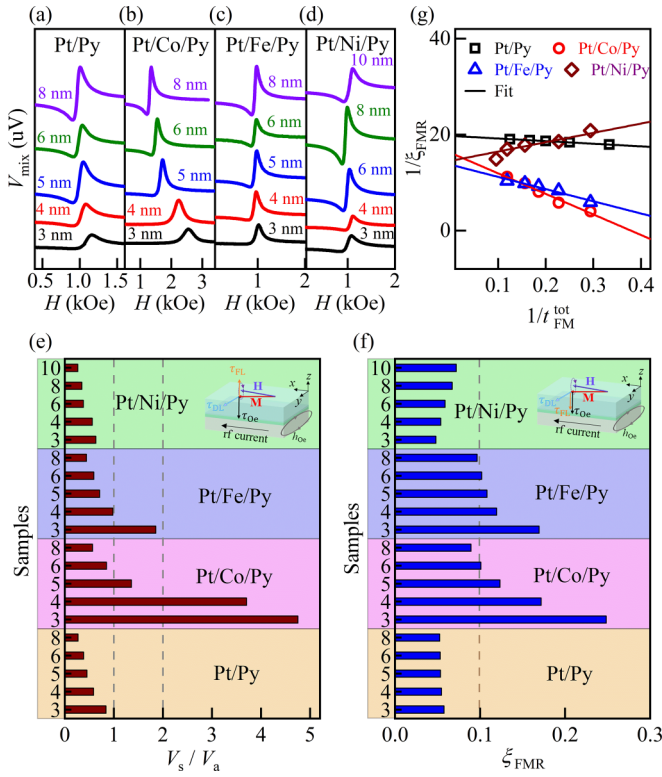 (a)
(b)
(c)
(d)
(g)
Pt/Py
Pt/Co/Py
Pt/Fe/Py
Pt/Ni/Py
V_mix (uV)
8 nm
6 nm
5 nm
4 nm
3 nm
8 nm
6 nm
5 nm
4 nm
3 nm
8 nm
6 nm
5 nm
4 nm
3 nm
10 nm
8 nm
6 nm
4 nm
3 nm
0.5 1.0 1.5
1 2 3
0 1 2
0 1 2
H (kOe)
H (kOe)
H (kOe)
H (kOe)
1/ξ_FMR
40
20
0
Pt/Py
Pt/Co/Py
Pt/Fe/Py
Pt/Ni/Py
Fit
0.1 0.2 0.3 0.4
1/t_FM^tot
(e)
Samples
10
8
6
4
3
Pt/Ni/Py
8
6
5
4
3
Pt/Fe/Py
8
6
5
4
3
Pt/Co/Py
8
6
5
4
3
Pt/Py
τ_FL
H
M
τ_DL
τ_Oe
rf current
h_Oe
x
y
z
0 1 2 3 4 5
V_s / V_a
(f)
Samples
10
8
6
4
3
Pt/Ni/Py
8
6
5
4
3
Pt/Fe/Py
8
6
5
4
3
Pt/Co/Py
8
6
5
4
3
Pt/Py
H
M
τ_DL
τ_FL
τ_Oe
rf current
h_Oe
x
y
z
0.0 0.1 0.2 0.3
ξ_FMR